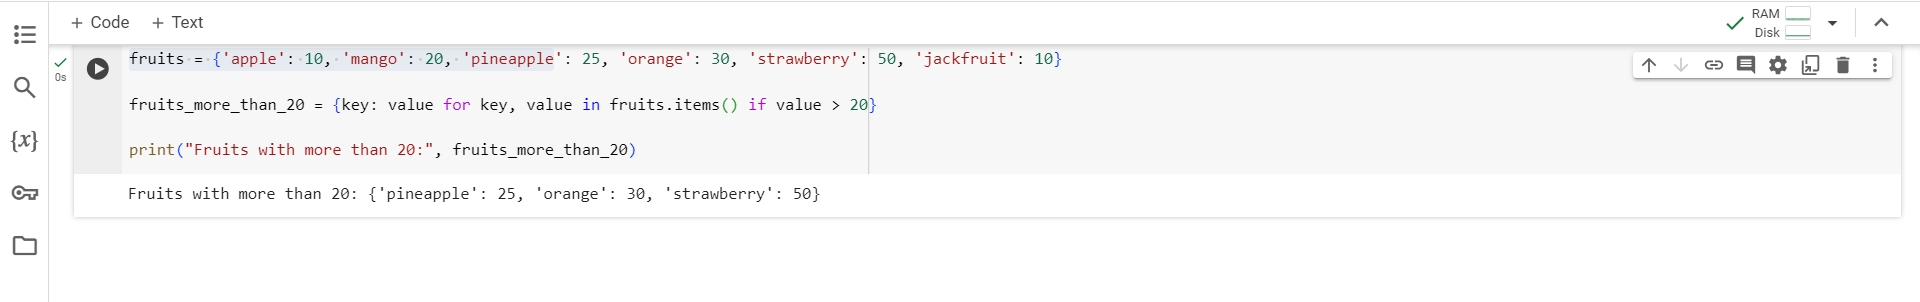 + Code + Text
RAM
Disk
{x}
0s
fruits = {'apple': 10, 'mango': 20, 'pineapple': 25, 'orange': 30, 'strawberry': 50, 'jackfruit': 10}
fruits_more_than_20 = {key: value for key, value in fruits.items() if value > 20}
print("Fruits with more than 20:", fruits_more_than_20)
Fruits with more than 20: {'pineapple': 25, 'orange': 30, 'strawberry': 50}